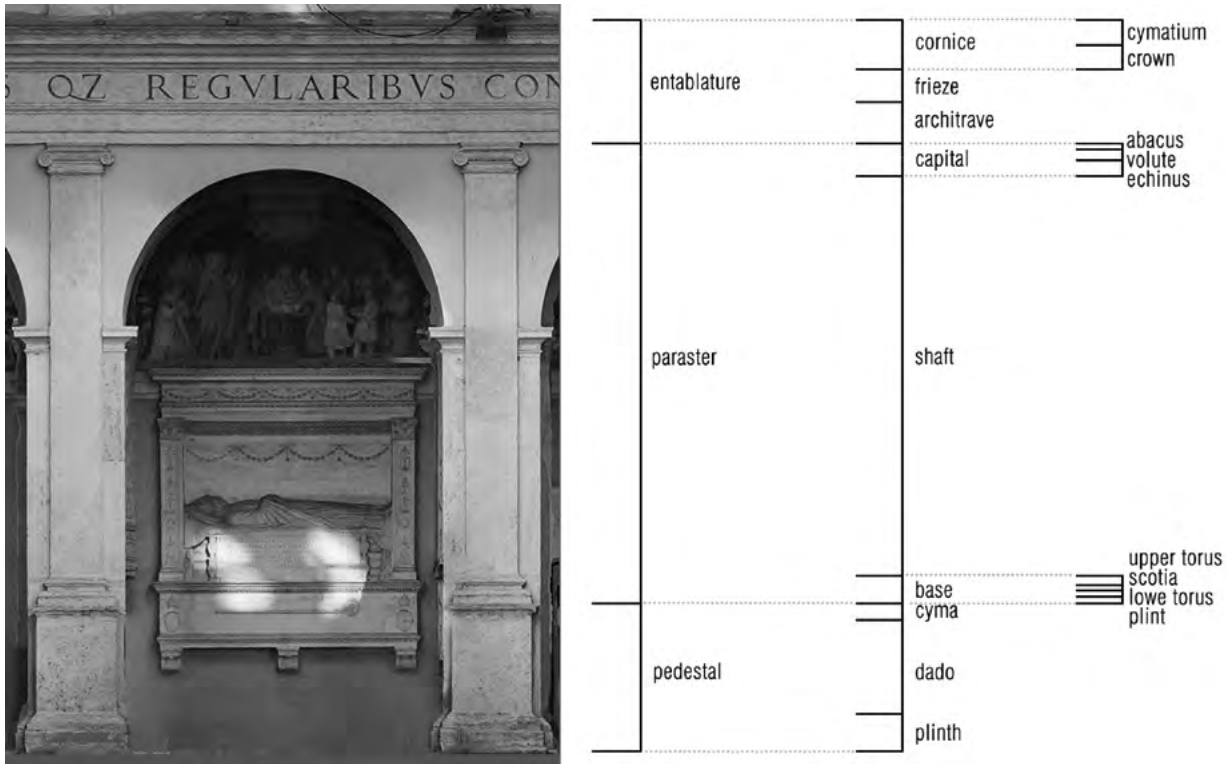 QZ REGVLARIBVS CON
entablature
paraster
pedestal
cornice
frieze
architrave
capital
shaft
base
cyma
dado
plinth
cymatium
crown
abacus
volute
echinus
upper torus
scotia
lowe torus
plint